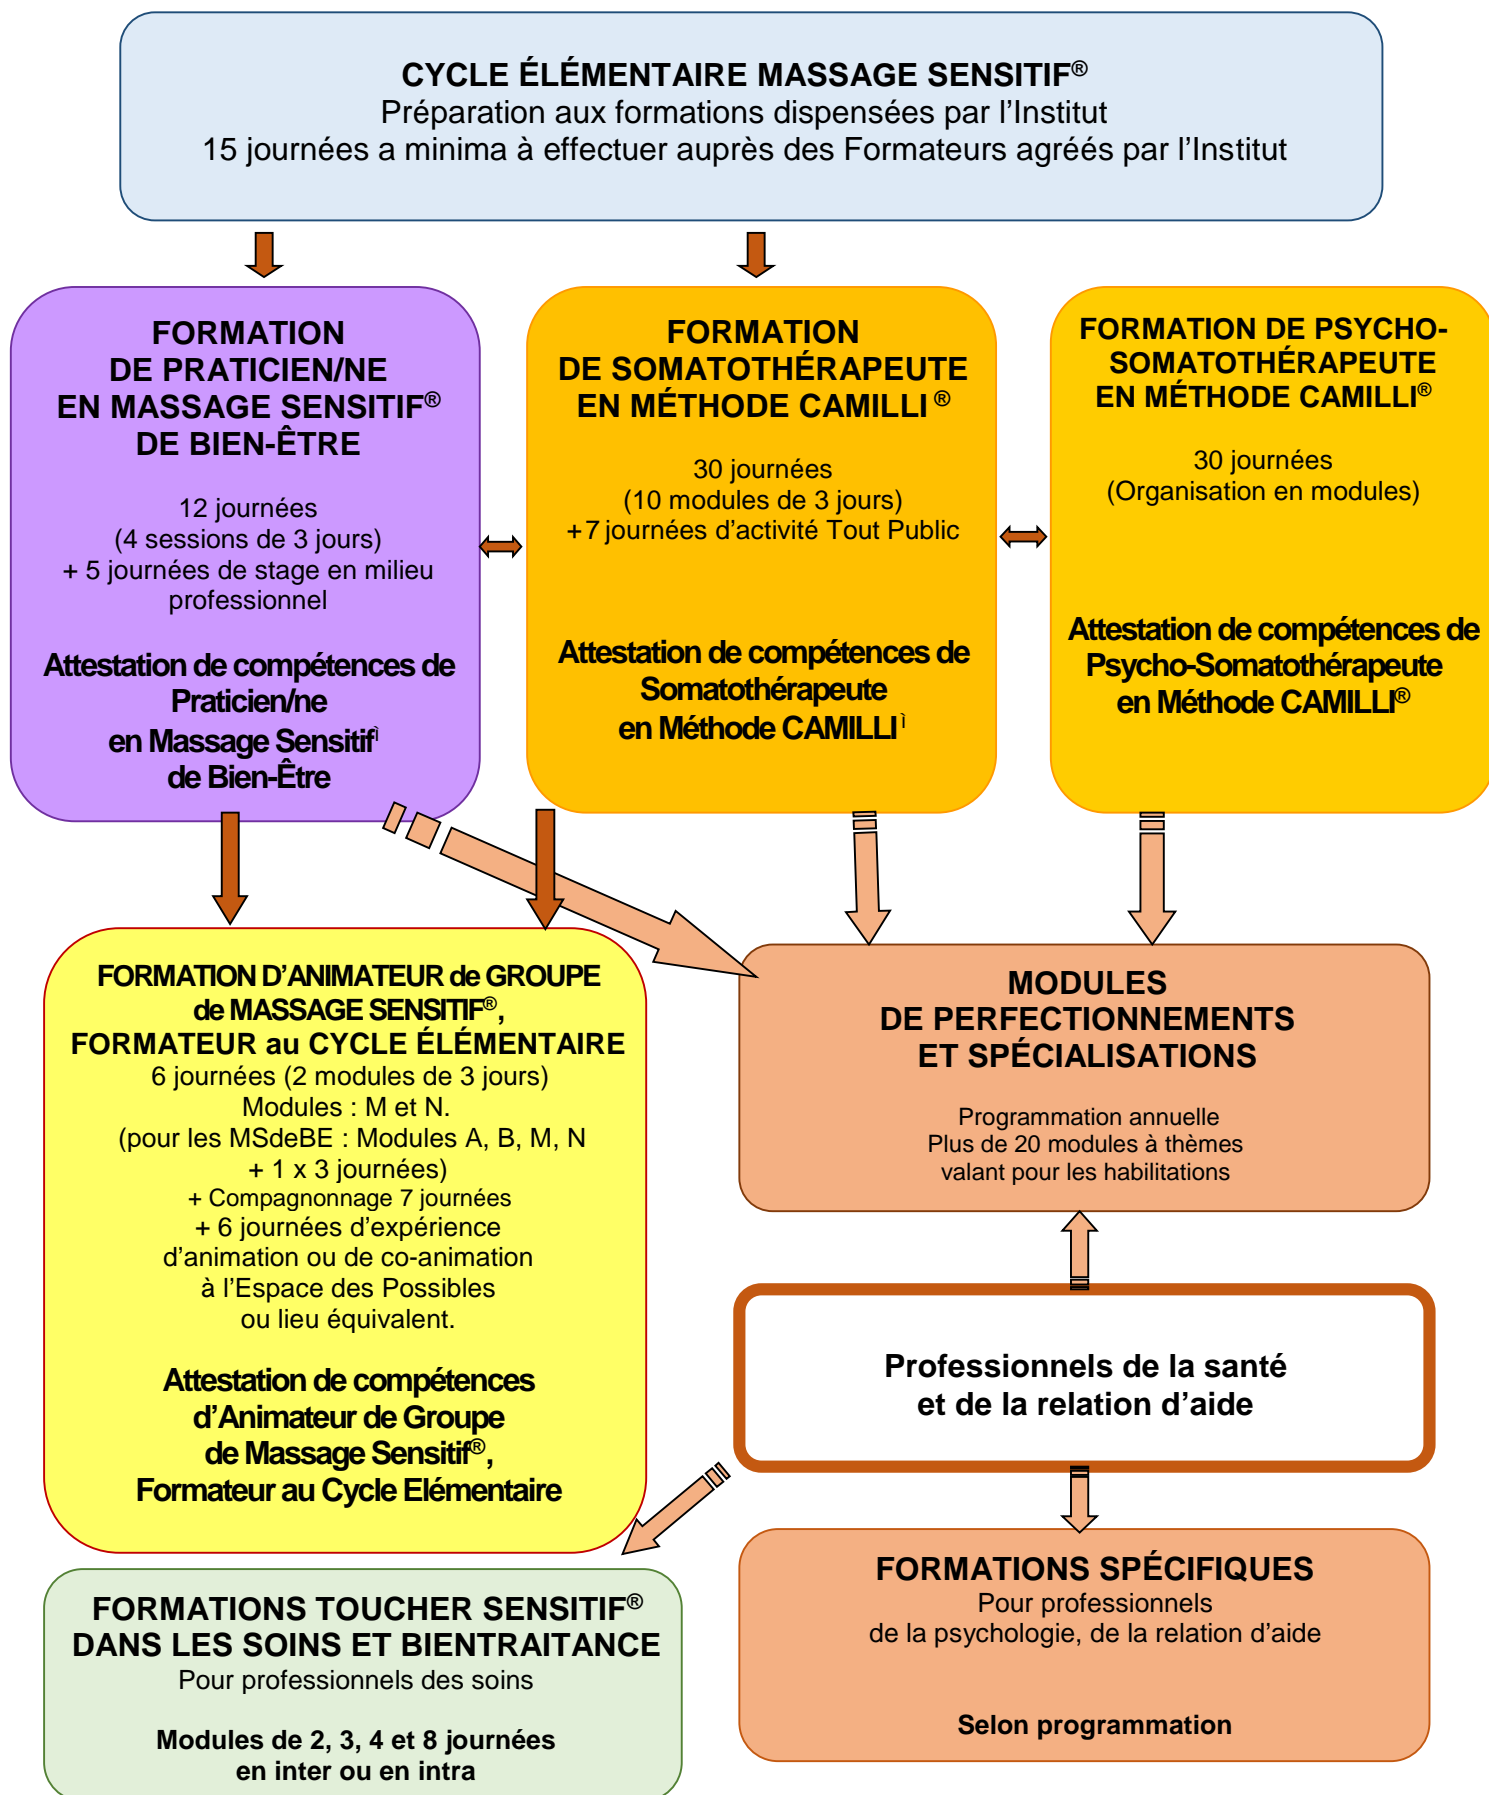 CYCLE ÉLÉMENTAIRE MASSAGE SENSITIF®
Préparation aux formations dispensées par l’Institut
15 journées a minima à effectuer auprès des Formateurs agréés par l’Institut
FORMATION
DE PRATICIEN/NE
EN MASSAGE SENSITIF®
DE BIEN-ÊTRE
12 journées
(4 sessions de 3 jours)
+ 5 journées de stage en milieu
professionnel
Attestation de compétences de
Praticien/ne
en Massage Sensitifì
de Bien-Être
FORMATION
DE SOMATOTHÉRAPEUTE
EN MÉTHODE CAMILLI ®
30 journées
(10 modules de 3 jours)
+7 journées d’activité Tout Public
Attestation de compétences de
Somatothérapeute
en Méthode CAMILLI ì
FORMATION DE PSYCHO-
SOMATOTHÉRAPEUTE
EN MÉTHODE CAMILLI®
30 journées
(Organisation en modules)
Attestation de compétences de
Psycho-Somatothérapeute
en Méthode CAMILLI®
FORMATION D’ANIMATEUR de GROUPE
de MASSAGE SENSITIF®,
FORMATEUR au CYCLE ÉLÉMENTAIRE
6 journées (2 modules de 3 jours)
Modules : M et N.
(pour les MSdeBE : Modules A, B, M, N
+ 1 x 3 journées)
+ Compagnonnage 7 journées
+ 6 journées d’expérience
d’animation ou de co-animation
à l’Espace des Possibles
ou lieu équivalent.
Attestation de compétences
d’Animateur de Groupe
de Massage Sensitif®,
Formateur au Cycle Elémentaire
MODULES
DE PERFECTIONNEMENTS
ET SPÉCIALISATIONS
Programmation annuelle
Plus de 20 modules à thèmes
valant pour les habilitations
Professionnels de la santé
et de la relation d’aide
FORMATIONS TOUCHER SENSITIF®
DANS LES SOINS ET BIENTRAITANCE
Pour professionnels des soins
Modules de 2, 3, 4 et 8 journées
en inter ou en intra
FORMATIONS SPÉCIFIQUES
Pour professionnels
de la psychologie, de la relation d’aide
Selon programmation